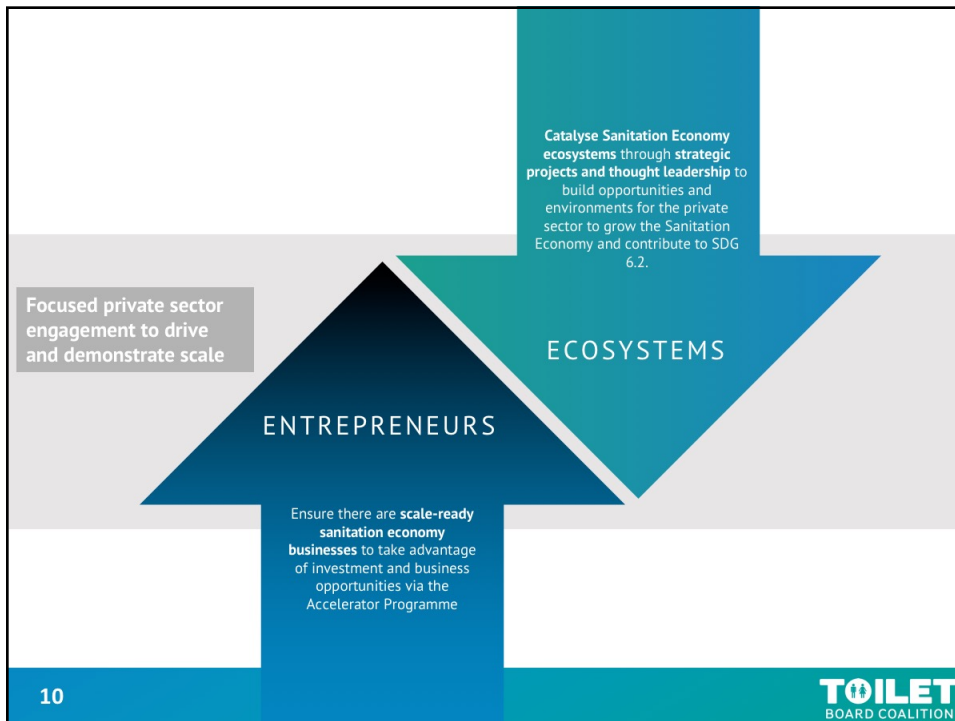 Catalyse Sanitation Economy
ecosystems through strategic
projects and thought leadership to
build opportunities and
environments for the private
sector to grow the Sanitation
Economy and contribute to SDG
6.2.
Focused private sector
engagement to drive
and demonstrate scale
ECOSYSTEMS
ENTREPRENEURS
Ensure there are scale-ready
sanitation economy
businesses to take advantage
of investment and business
opportunities via the
Accelerator Programme
10
TOILET
BOARD COALITION